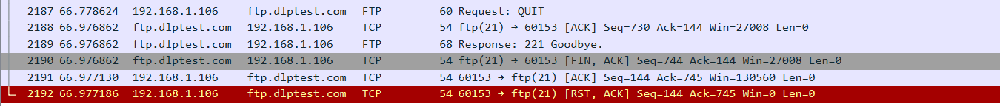 2187 66.778624 192.168.1.106 ftp.dlptest.com FTP 60 Request: QUIT
2188 66.976862 ftp.dlptest.com 192.168.1.106 TCP 54 ftp(21) → 60153 [ACK] Seq=730 Ack=144 Win=27008 Len=0
2189 66.976862 ftp.dlptest.com 192.168.1.106 FTP 68 Response: 221 Goodbye.
2190 66.976862 ftp.dlptest.com 192.168.1.106 TCP 54 ftp(21) → 60153 [FIN, ACK] Seq=744 Ack=144 Win=27008 Len=0
2191 66.977130 192.168.1.106 ftp.dlptest.com TCP 54 60153 → ftp(21) [ACK] Seq=144 Ack=745 Win=130560 Len=0
2192 66.977186 192.168.1.106 ftp.dlptest.com TCP 54 60153 → ftp(21) [RST, ACK] Seq=144 Ack=745 Win=0 Len=0